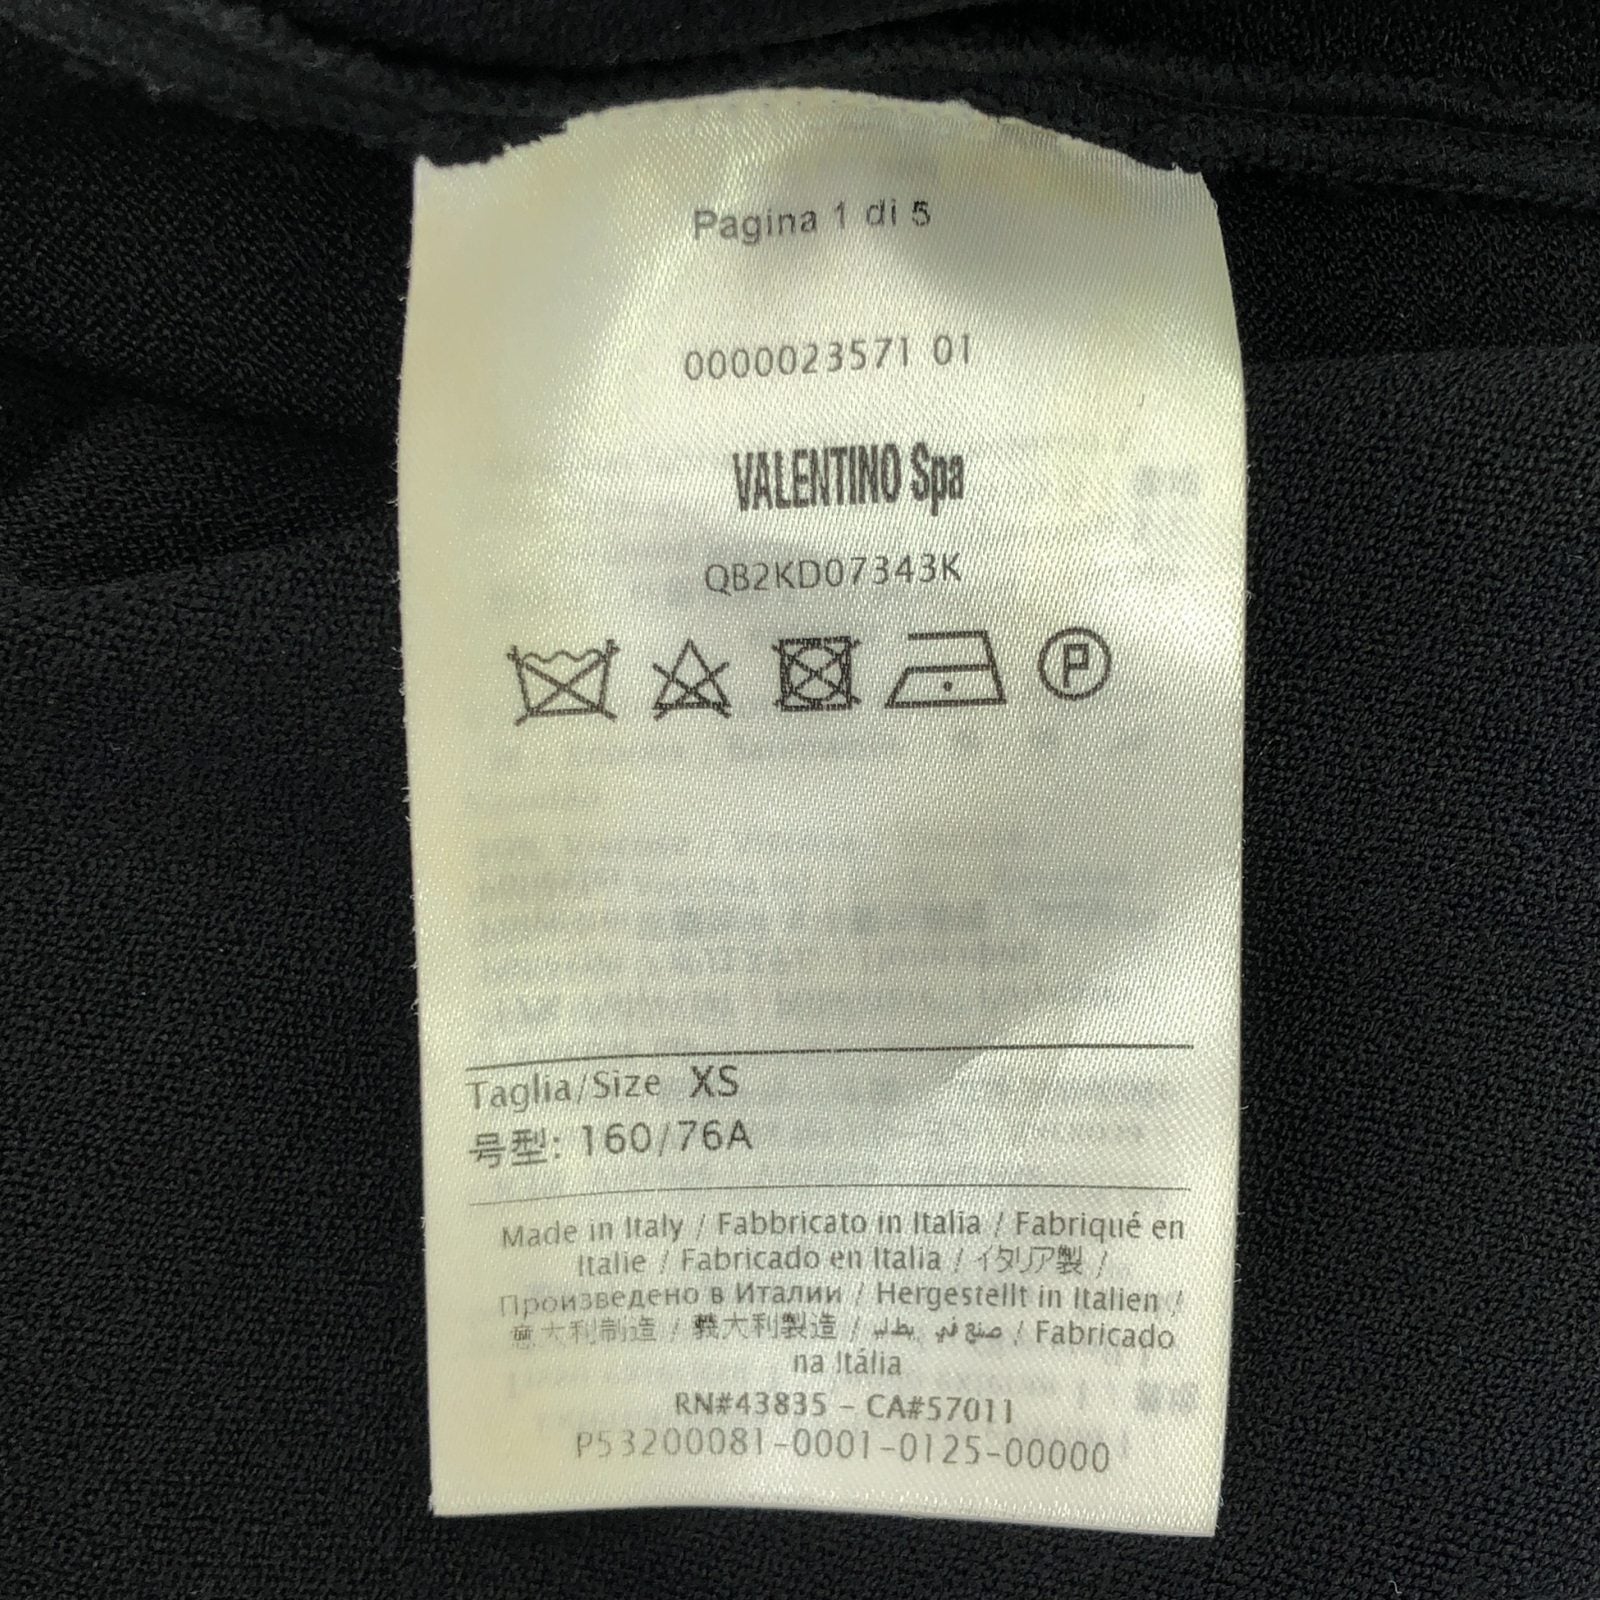 Pagina 1 di 5
0000023571 01
VALENTINO Spa
QB2KD07343K
P
Taglia/Size XS
号型: 160/76A
Made in Italy / Fabbricato in Italia / Fabriqué en
Italie / Fabricado en Italia / イタリア製 /
Произведено в Италии / Hergestellt in Italien /
意大利制造 / 義大利製造 / صنع في / Fabricado
na Itália
RN#43835 - CA#57011
P53200081-0001-0125-00000